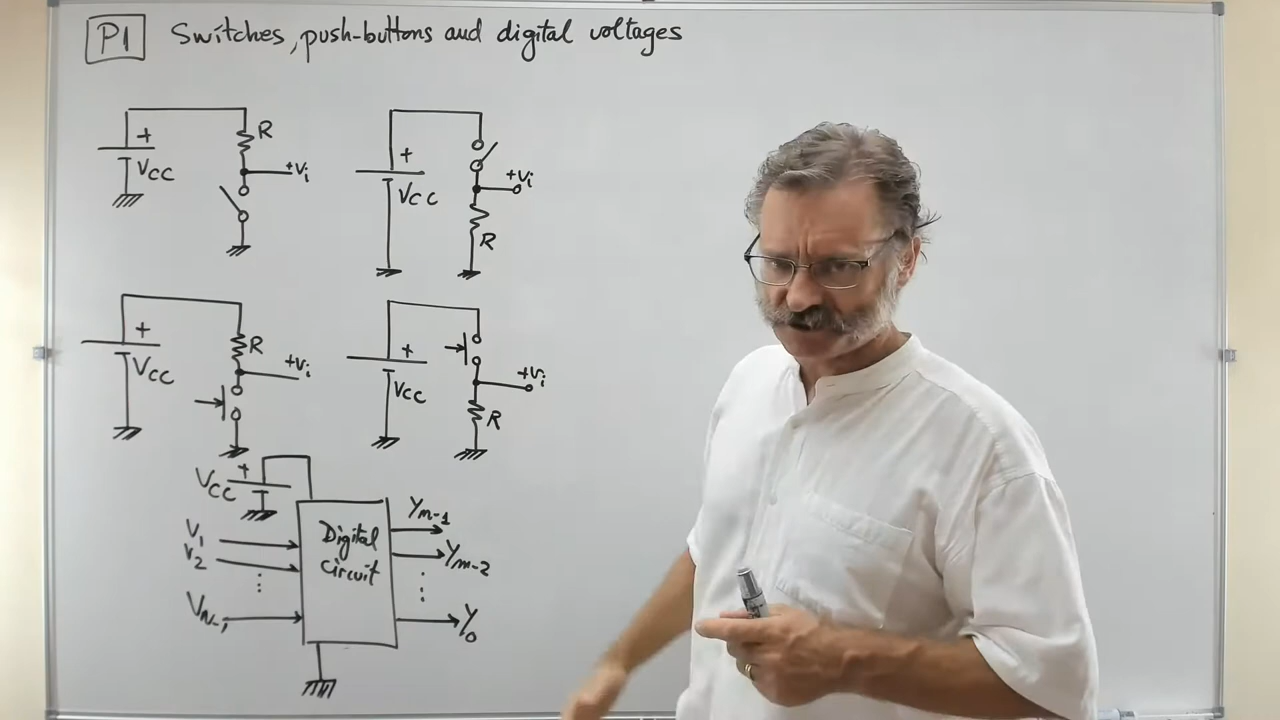 P1 Switches, push-buttons and digital voltages
+ VCC R +Vi
+ VCC +Vi R
+ VCC R +Vi
+ VCC +Vi R
VCC +
V1
V2
⋮
VN-1
Digital
circuit
Ym-1
Ym-2
⋮
Y0